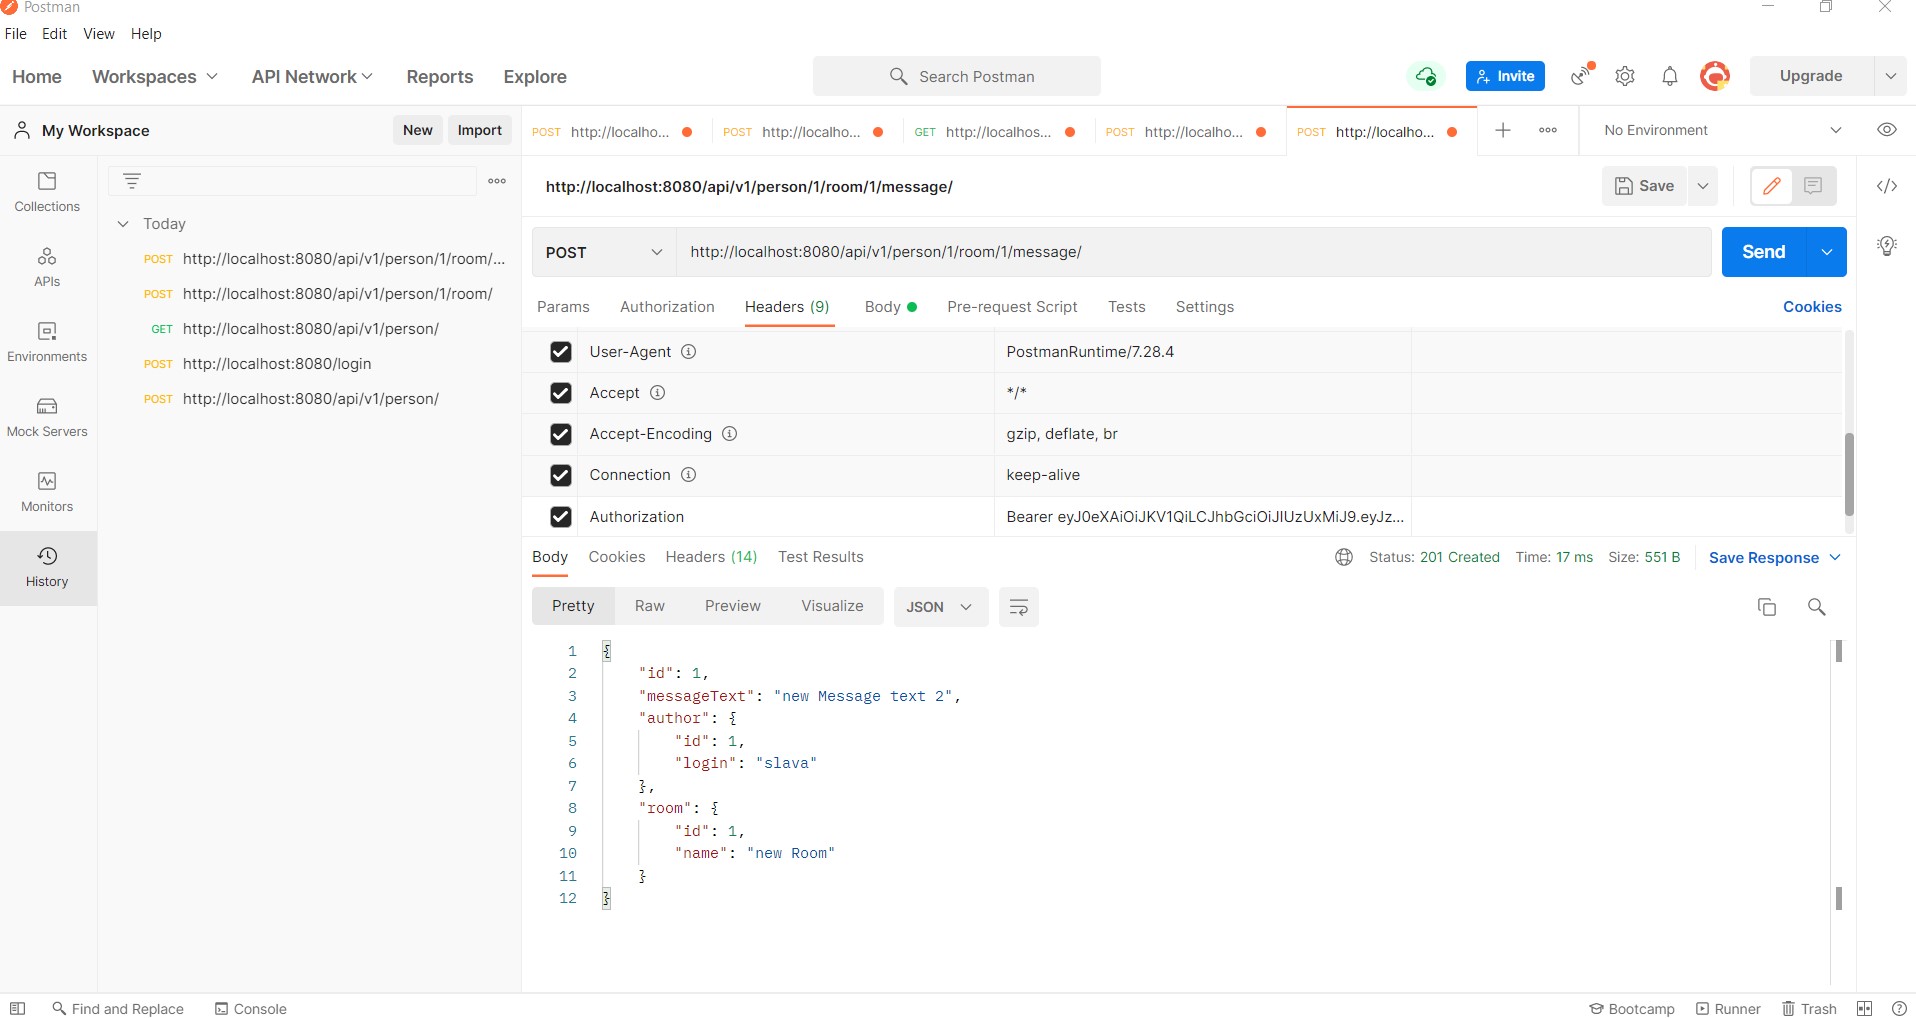 Postman
File Edit View Help
Home Workspaces API Network Reports Explore Search Postman Invite Upgrade
My Workspace New Import
POST http://localho... POST http://localho... GET http://localhos... POST http://localho... POST http://localho... No Environment
Collections
APIs
Environments
Mock Servers
Monitors
History
Today
POST http://localhost:8080/api/v1/person/1/room/...
POST http://localhost:8080/api/v1/person/1/room/
GET http://localhost:8080/api/v1/person/
POST http://localhost:8080/login
POST http://localhost:8080/api/v1/person/
http://localhost:8080/api/v1/person/1/room/1/message/ Save
POST http://localhost:8080/api/v1/person/1/room/1/message/ Send
Params Authorization Headers (9) Body Pre-request Script Tests Settings Cookies
User-Agent PostmanRuntime/7.28.4
Accept */*
Accept-Encoding gzip, deflate, br
Connection keep-alive
Authorization Bearer eyJ0eXAiOiJKV1QiLCJhbGciOiJIUzUxMiJ9.eyJz...
Body Cookies Headers (14) Test Results Status: 201 Created Time: 17 ms Size: 551 B Save Response
Pretty Raw Preview Visualize JSON
1 {
2 "id": 1,
3 "messageText": "new Message text 2",
4 "author": {
5 "id": 1,
6 "login": "slava"
7 },
8 "room": {
9 "id": 1,
10 "name": "new Room"
11 }
12 }
Find and Replace Console Bootcamp Runner Trash